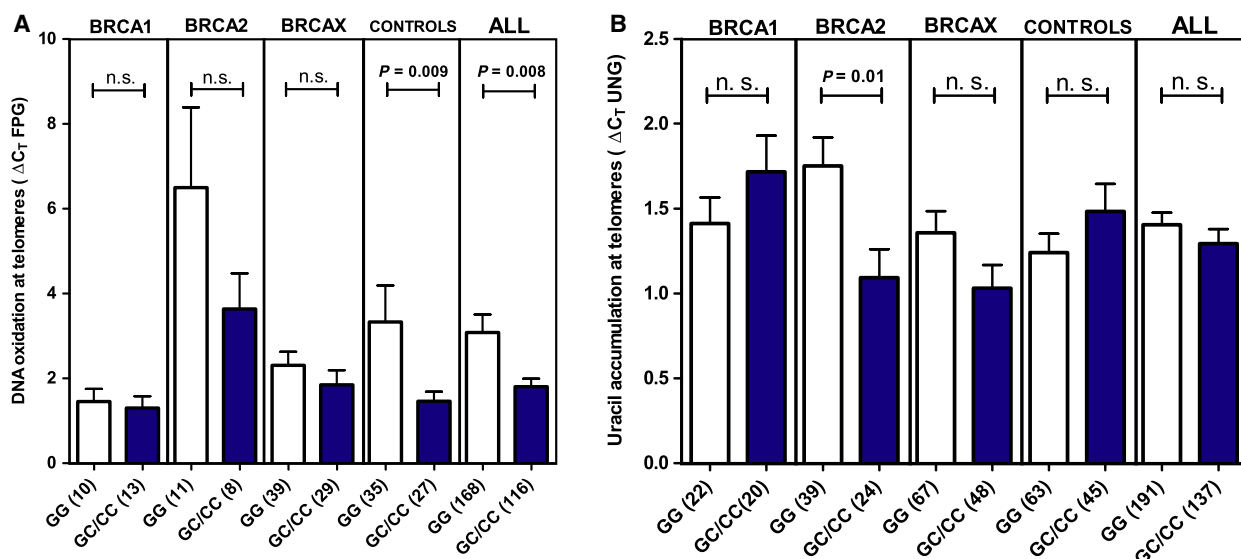 A
BRCA1 BRCA2 BRCAX CONTROLS ALL
10
8
6
4
2
0
DNA oxidation at telomeres ( ΔCT FPG)
n.s. n.s. n.s. P = 0.009 P = 0.008
GG (10) GC/CC (13) GG (11) GC/CC (8) GG (39) GC/CC (29) GG (35) GC/CC (27) GG (168) GC/CC (116)
B
BRCA1 BRCA2 BRCAX CONTROLS ALL
2.5
2.0
1.5
1.0
0.5
0.0
Uracil accumulation at telomeres ( ΔCT UNG)
n. s. P = 0.01 n. s. n. s. n. s.
GG (22) GC/CC(20) GG (39) GC/CC (24) GG (67) GC/CC (48) GG (63) GC/CC (45) GG (191) GC/CC (137)